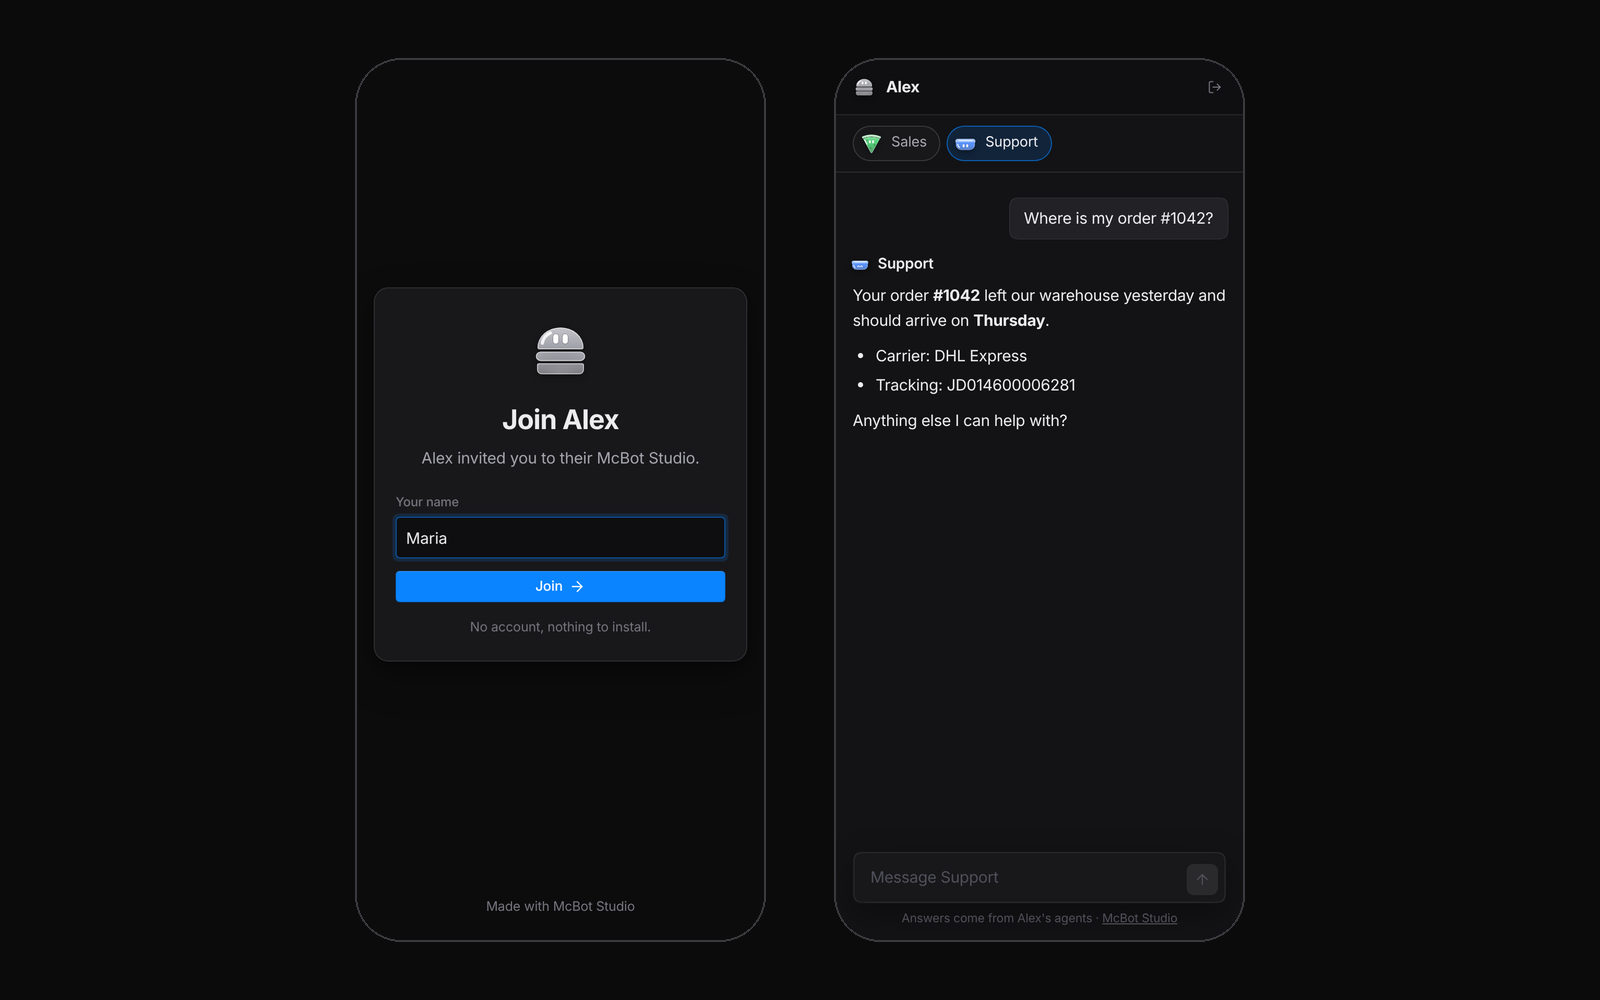 Join Alex
Alex invited you to their McBot Studio.
Your name
Maria
Join →
No account, nothing to install.
Made with McBot Studio
Alex
Sales
Support
Where is my order #1042?
Support
Your order #1042 left our warehouse yesterday and
should arrive on Thursday.
• Carrier: DHL Express
• Tracking: JD014600006281
Anything else I can help with?
Message Support
Answers come from Alex's agents · McBot Studio